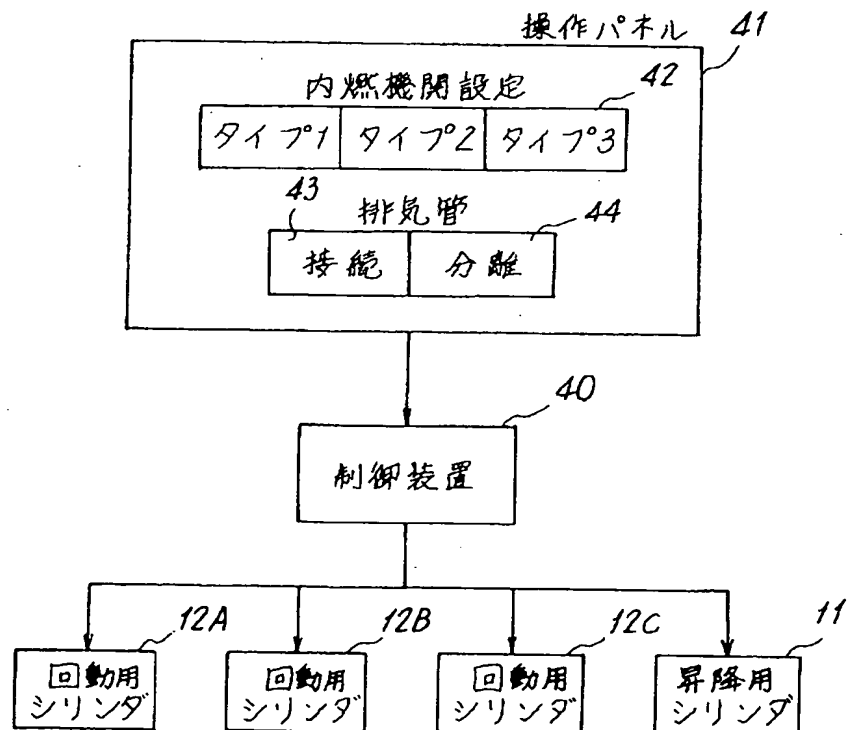 操作パネル 41
内燃機関設定 42
タイプ1 タイプ2 タイプ3
43 排気管 44
接続 分離
40
制御装置
12A 12B 12C 11
回動用 回動用 回動用 昇降用
シリンダ シリンダ シリンダ シリンダ